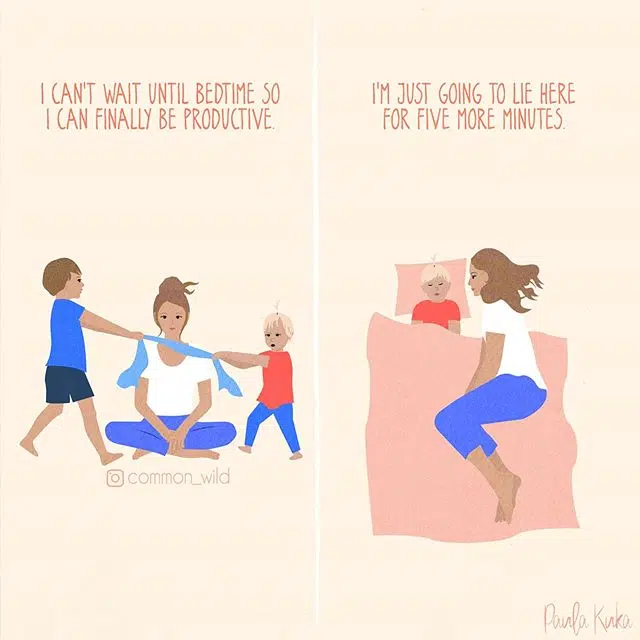 I CAN'T WAIT UNTIL BEDTIME SO
I CAN FINALLY BE PRODUCTIVE.
I'M JUST GOING TO LIE HERE
FOR FIVE MORE MINUTES.
common_wild
Paula Kuka